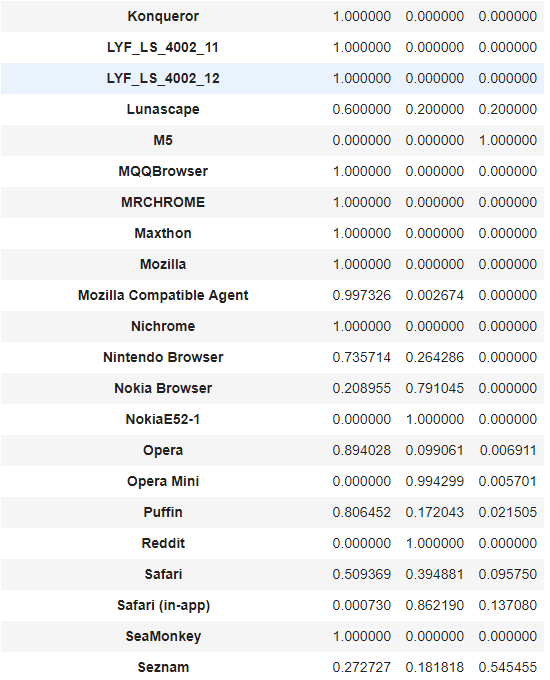 Konqueror 1.000000 0.000000 0.000000
LYF_LS_4002_11 1.000000 0.000000 0.000000
LYF_LS_4002_12 1.000000 0.000000 0.000000
Lunascape 0.600000 0.200000 0.200000
M5 0.000000 0.000000 1.000000
MQQBrowser 1.000000 0.000000 0.000000
MRCHROME 1.000000 0.000000 0.000000
Maxthon 1.000000 0.000000 0.000000
Mozilla 1.000000 0.000000 0.000000
Mozilla Compatible Agent 0.997326 0.002674 0.000000
Nichrome 1.000000 0.000000 0.000000
Nintendo Browser 0.735714 0.264286 0.000000
Nokia Browser 0.208955 0.791045 0.000000
NokiaE52-1 0.000000 1.000000 0.000000
Opera 0.894028 0.099061 0.006911
Opera Mini 0.000000 0.994299 0.005701
Puffin 0.806452 0.172043 0.021505
Reddit 0.000000 1.000000 0.000000
Safari 0.509369 0.394881 0.095750
Safari (in-app) 0.000730 0.862190 0.137080
SeaMonkey 1.000000 0.000000 0.000000
Seznam 0.272727 0.181818 0.545455